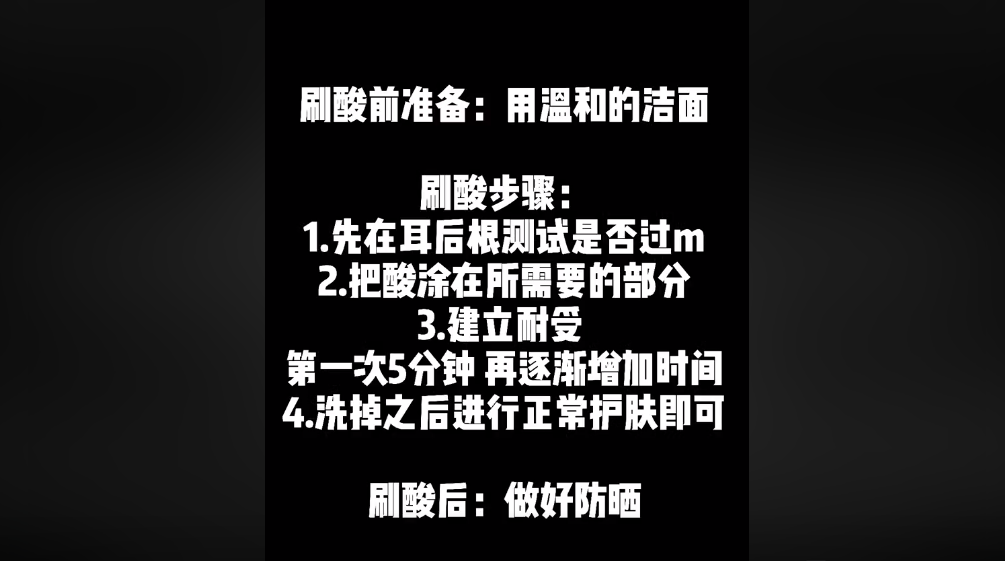 刷酸前准备：用温和的洁面
刷酸步骤：
1.先在耳后根测试是否过m
2.把酸涂在所需要的部分
3.建立耐受
第一次5分钟 再逐渐增加时间
4.洗掉之后进行正常护肤即可
刷酸后：做好防晒